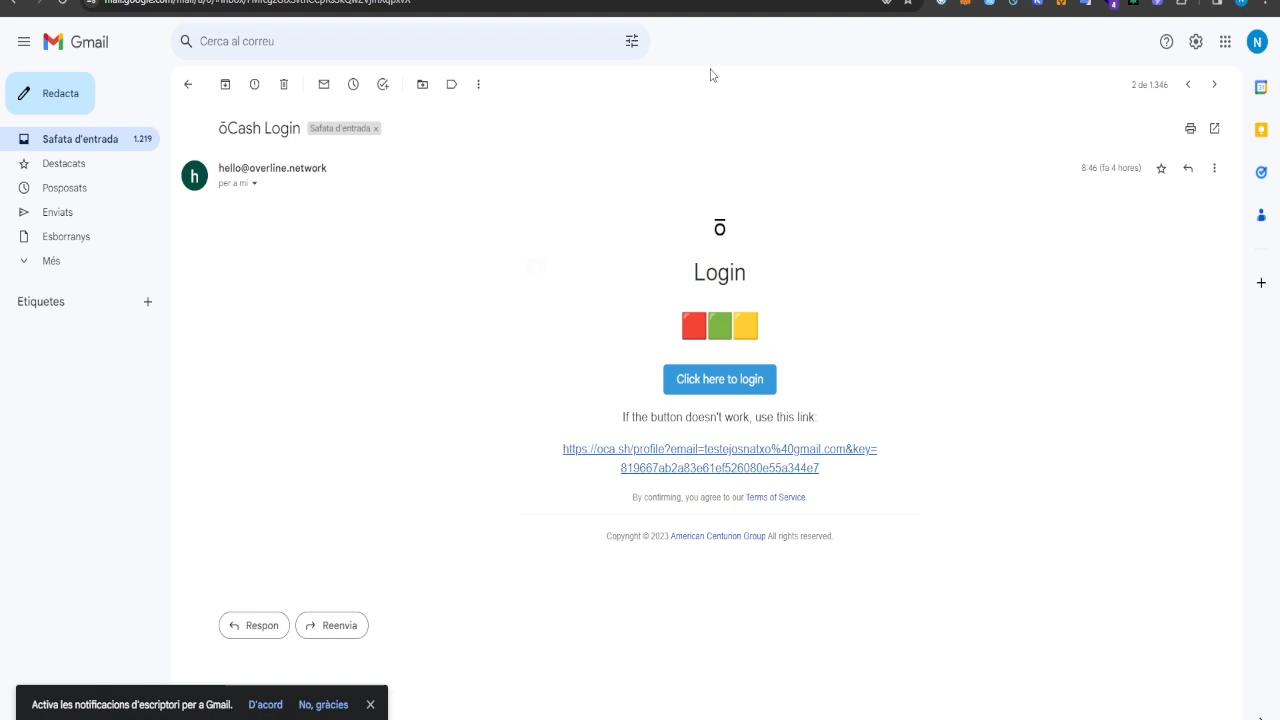 Gmail
Cerca al correu
N
Redacta
2 de 1.346
Safata d'entrada 1.219
ōCash Login Safata d'entrada ×
Destacats
h
hello@overline.network
8:46 (fa 4 hores)
per a mi
Posposats
Enviats
ō
Esborranys
Més
Login
Etiquetes
Click here to login
If the button doesn't work, use this link:
https://oca.sh/profile?email=testejosnatxo%40gmail.com&key=
819667ab2a83e61ef526080e55a344e7
By confirming, you agree to our Terms of Service.
Copyright © 2023 American Centurion Group All rights reserved.
Respon
Reenvia
Activa les notificacions d'escriptori per a Gmail. D'acord No, gràcies